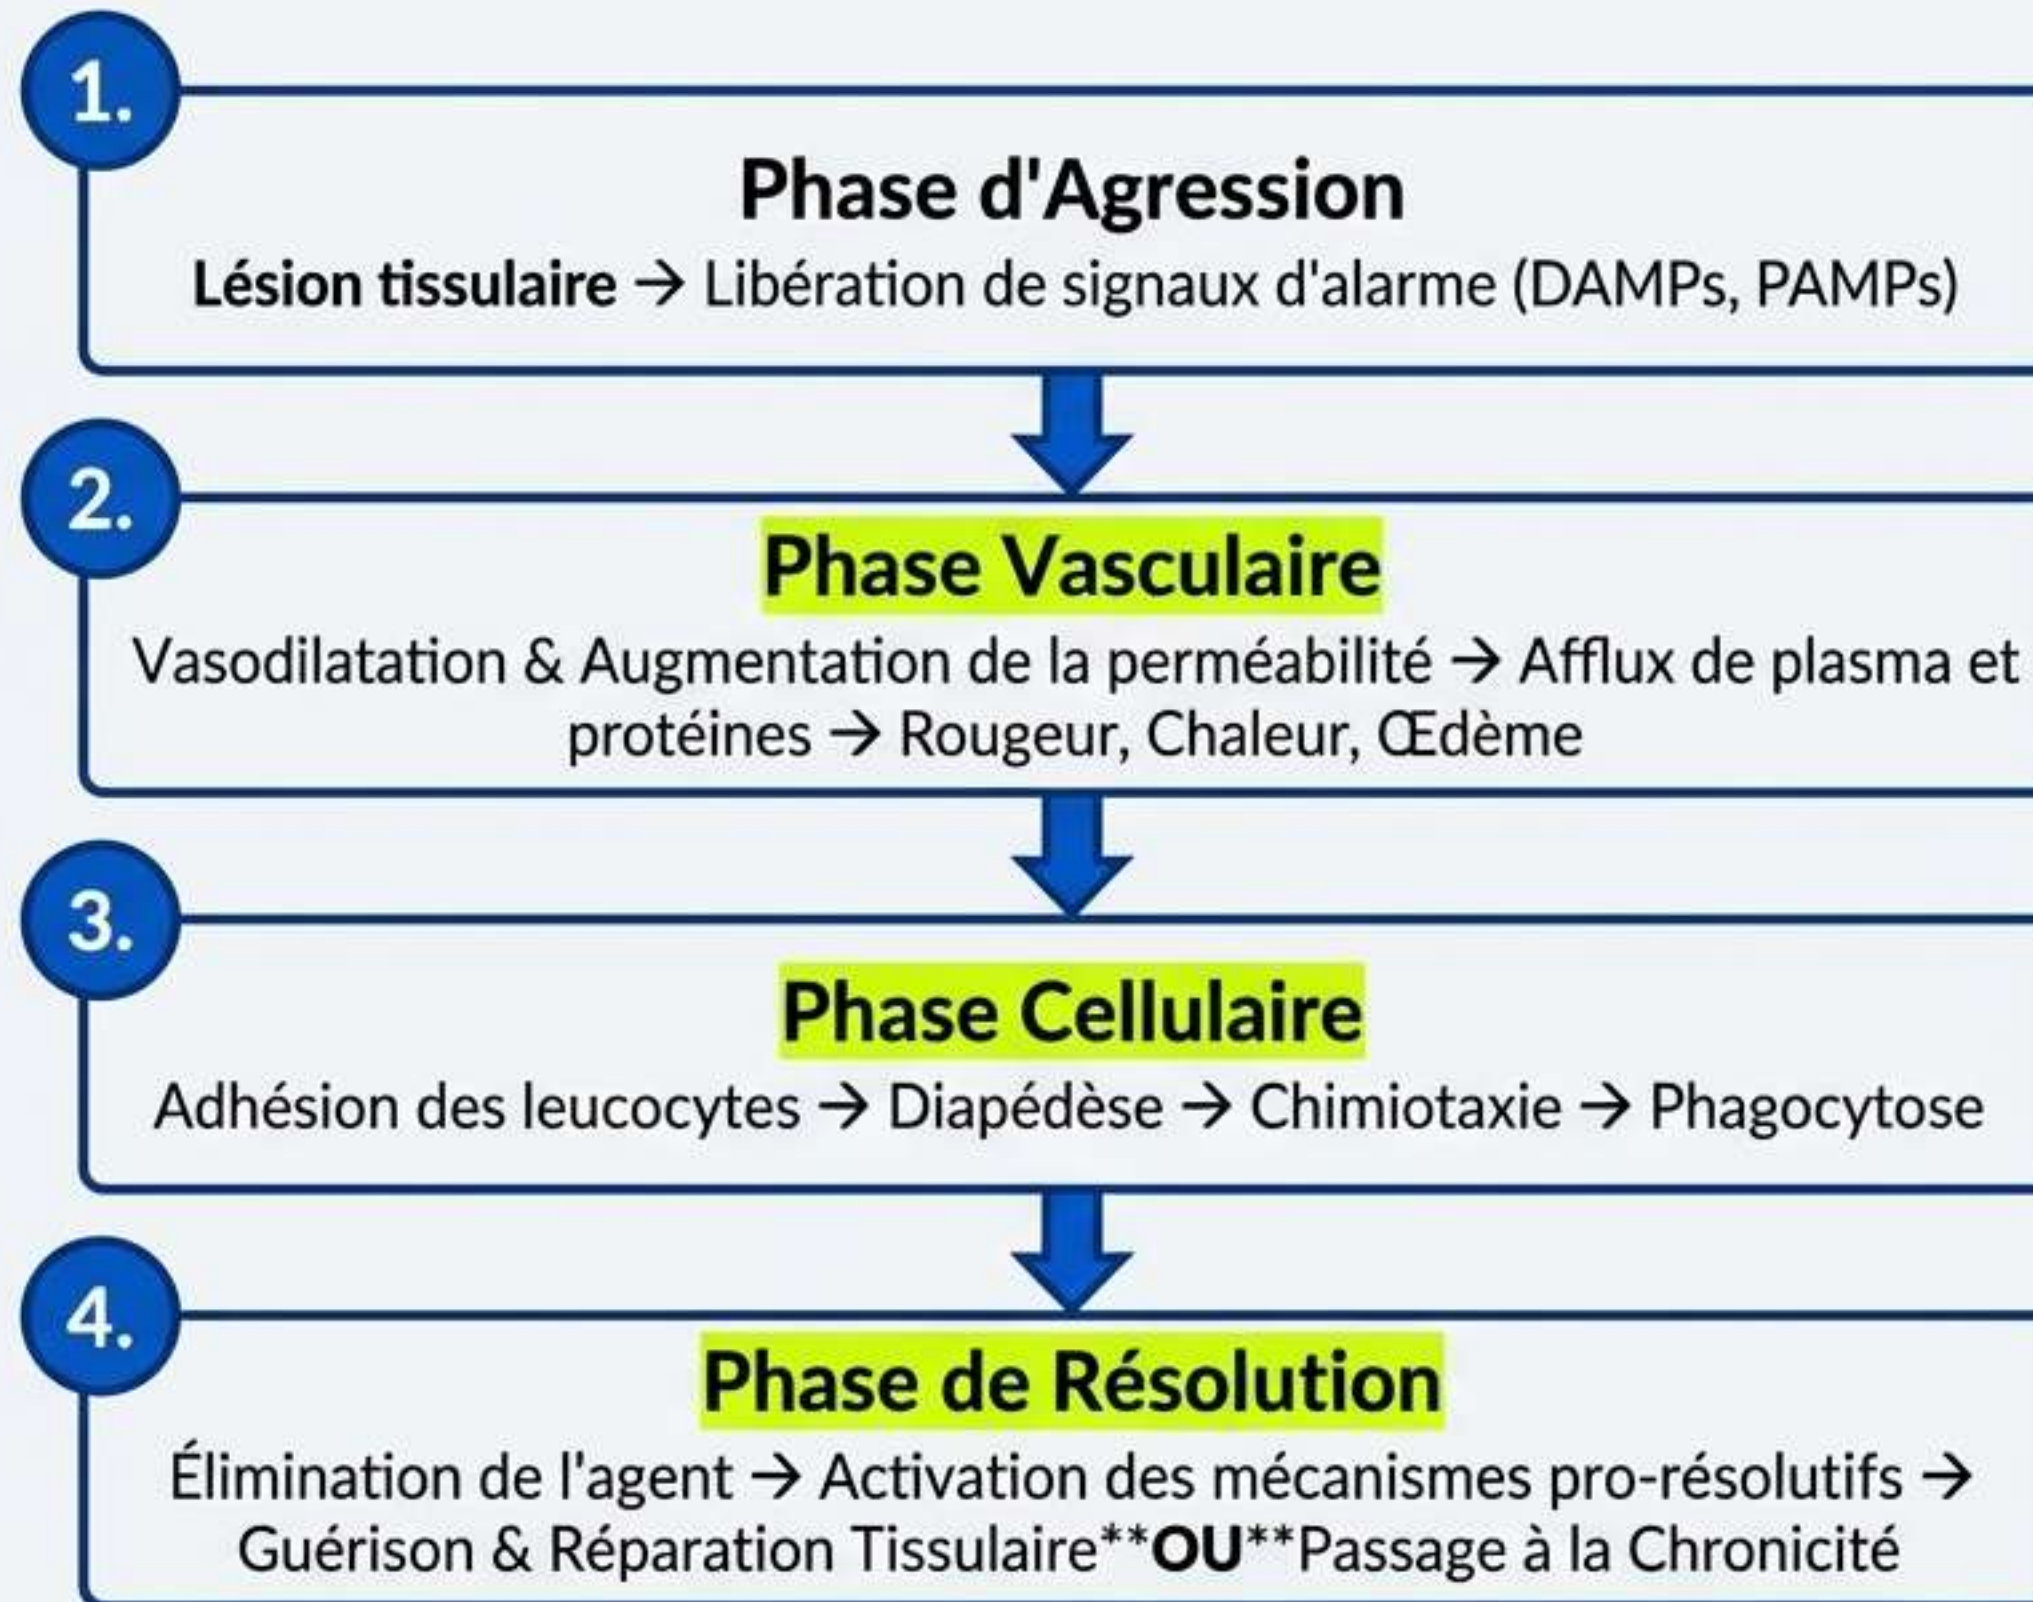 1.
Phase d'Agression
Lésion tissulaire → Libération de signaux d'alarme (DAMPs, PAMPs)
2.
Phase Vasculaire
Vasodilatation & Augmentation de la perméabilité → Afflux de plasma et
protéines → Rougeur, Chaleur, Œdème
3.
Phase Cellulaire
Adhésion des leucocytes → Diapédèse → Chimiotaxie → Phagocytose
4.
Phase de Résolution
Élimination de l'agent → Activation des mécanismes pro-résolutifs →
Guérison & Réparation Tissulaire**OU**Passage à la Chronicité